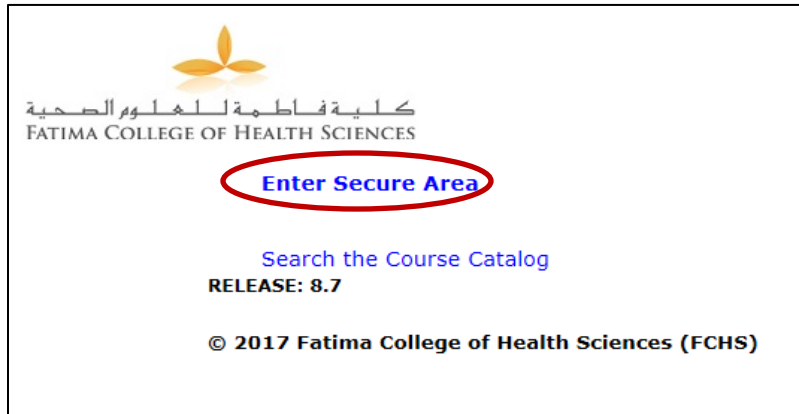 كلية فاطمة للعلوم الصحية
FATIMA COLLEGE OF HEALTH SCIENCES
Enter Secure Area
Search the Course Catalog
RELEASE: 8.7
© 2017 Fatima College of Health Sciences (FCHS)